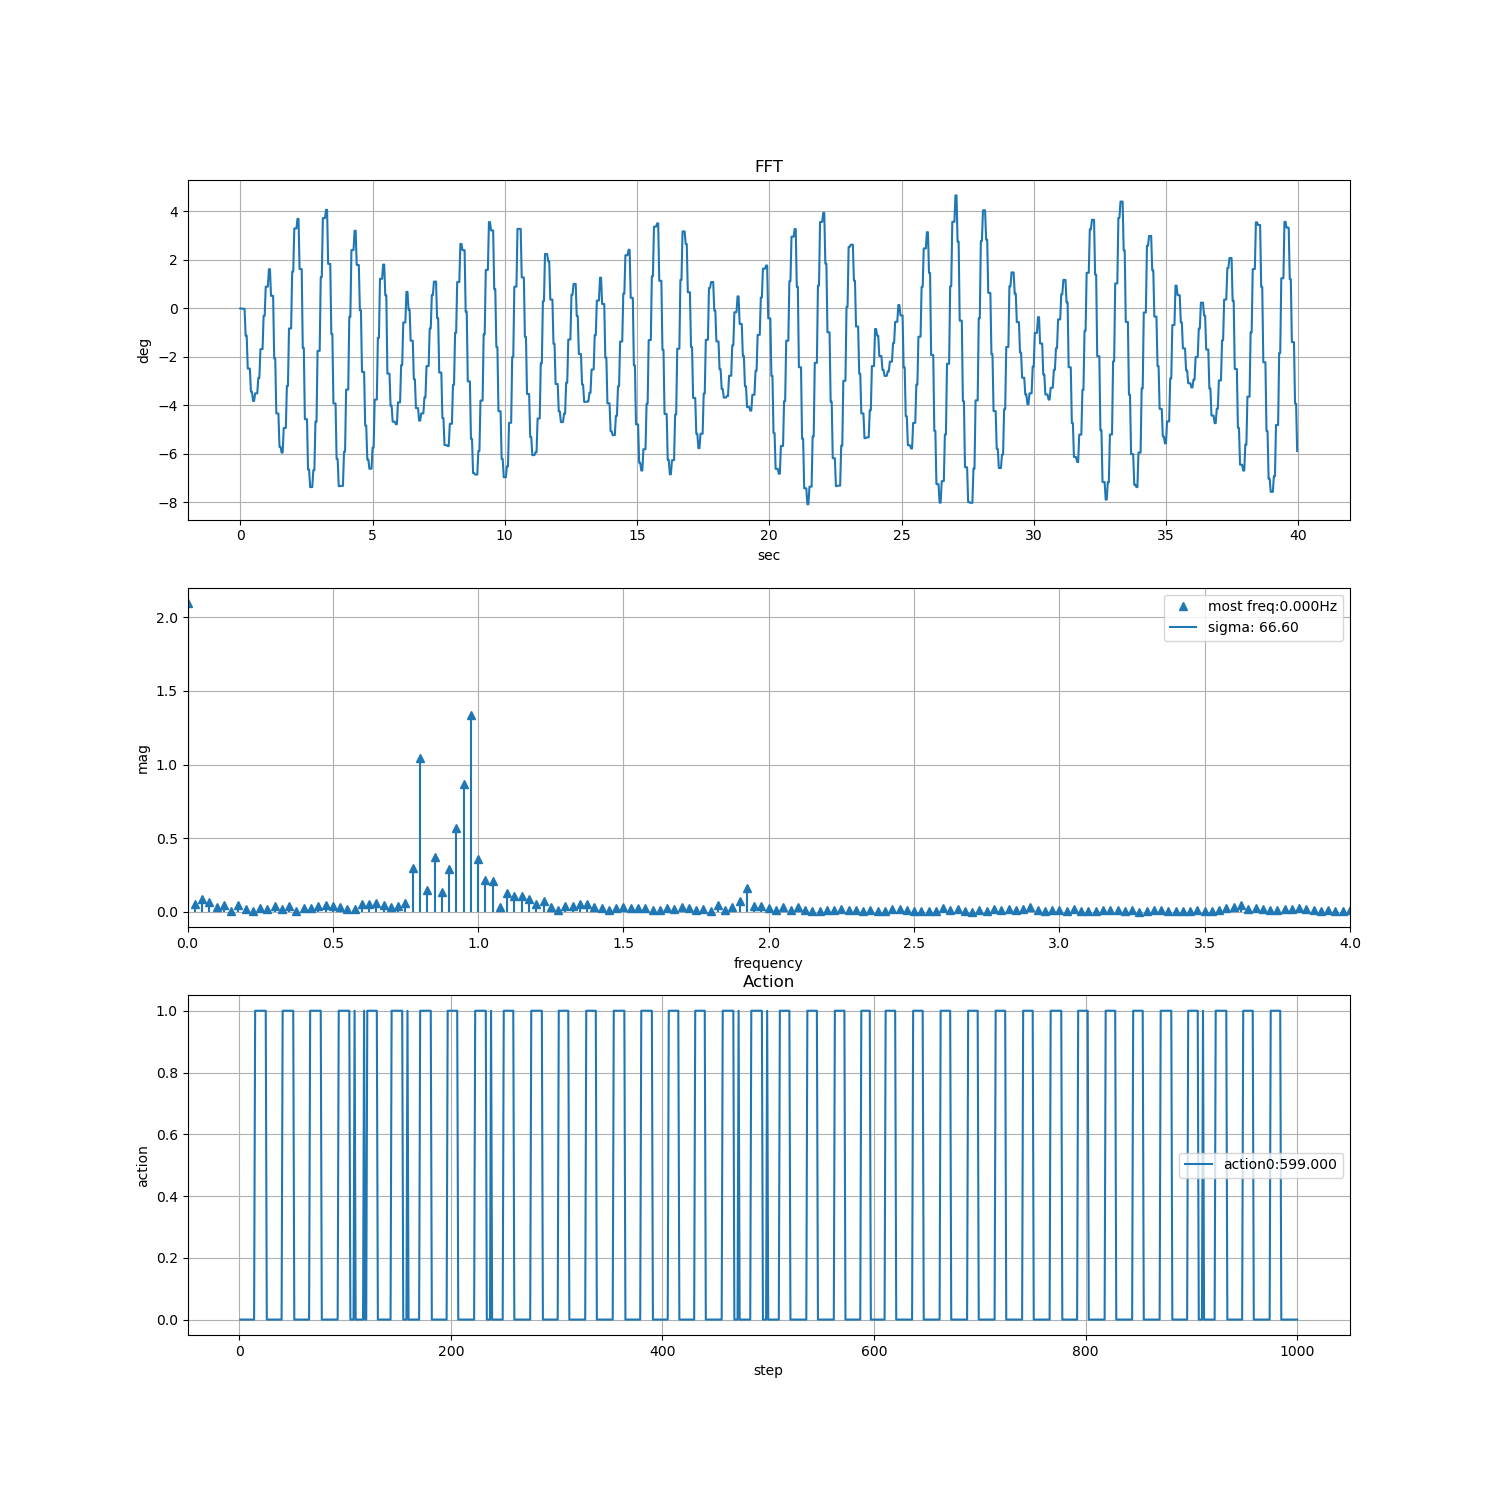 FFT
4
2
0
−2
−4
−6
−8
deg
0 5 10 15 20 25 30 35 40
sec
2.0
1.5
1.0
0.5
0.0
mag
most freq:0.000Hz
sigma: 66.60
0.0 0.5 1.0 1.5 2.0 2.5 3.0 3.5 4.0
frequency
Action
1.0
0.8
0.6
0.4
0.2
0.0
action
action0:599.000
0 200 400 600 800 1000
step